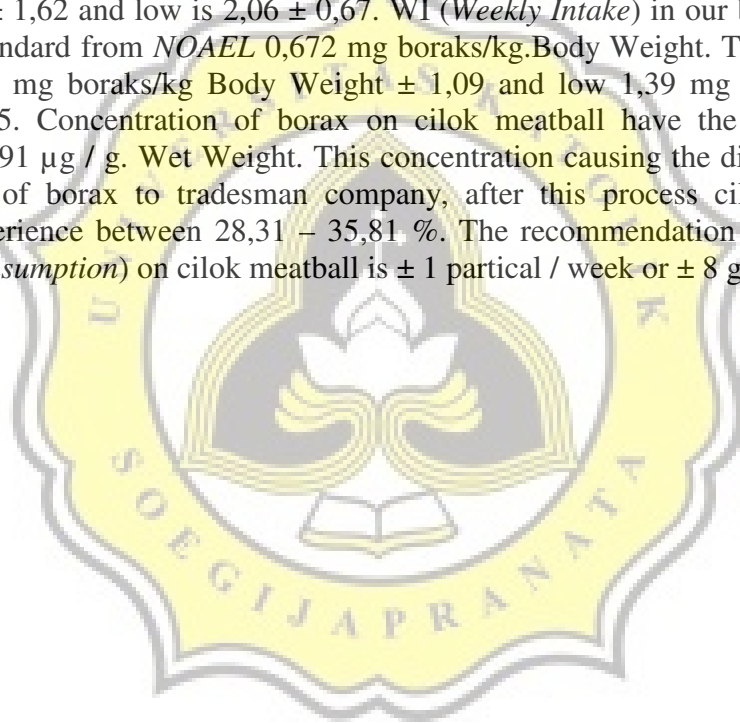 ± 1,62 and low is 2,06 ± 0,67. WI (Weekly Intake) in our
ndard from NOAEL 0,672 mg boraks/kg.Body Weight. T
mg boraks/kg Body Weight ± 1,09 and low 1,39 mg
5. Concentration of borax on cilok meatball have the
91 µg / g. Wet Weight. This concentration causing the di
of borax to tradesman company, after this process cil
erience between 28,31 – 35,81 %. The recommendation
sumption) on cilok meatball is ± 1 partical / week or ± 8 g
UNIVERSITAS KATOLIK
SOEGIJAPRANATA